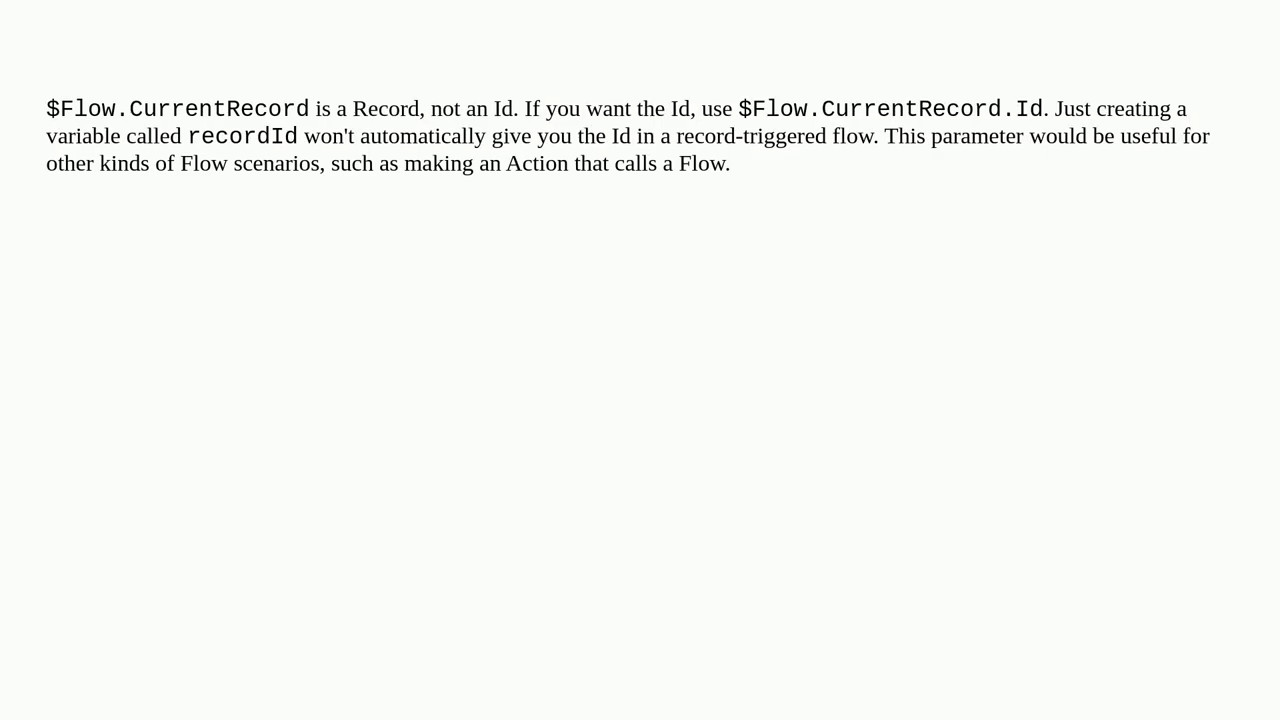 $Flow.CurrentRecord is a Record, not an Id. If you want the Id, use $Flow.CurrentRecord.Id. Just creating a
variable called recordId won't automatically give you the Id in a record-triggered flow. This parameter would be useful for
other kinds of Flow scenarios, such as making an Action that calls a Flow.